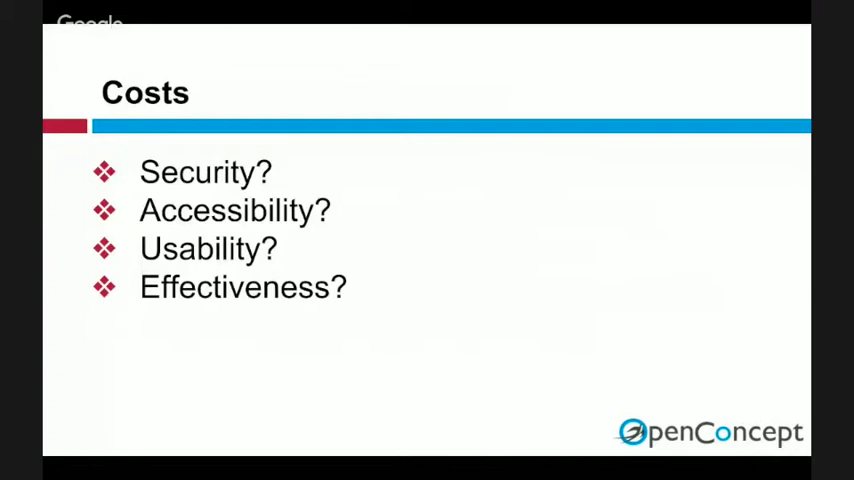 Google
Costs
Security?
Accessibility?
Usability?
Effectiveness?
OpenConcept